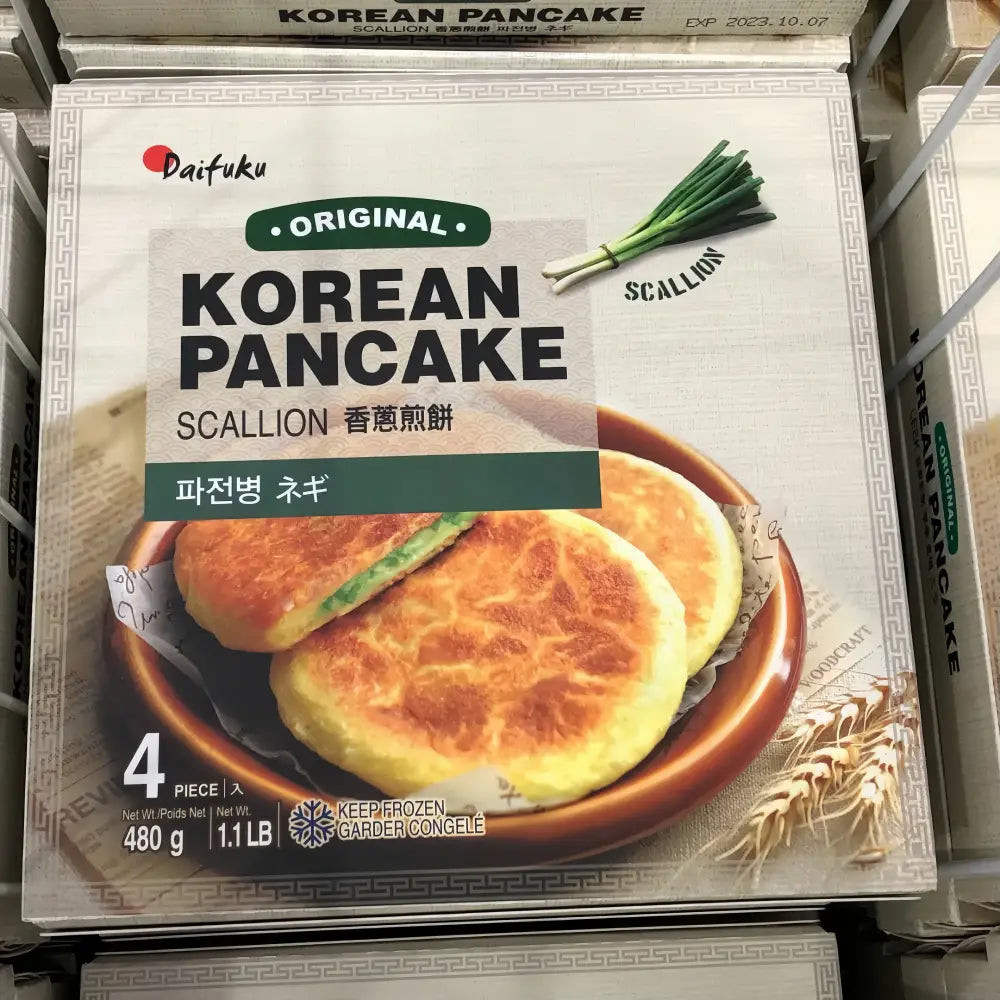 KOREAN PANCAKE
SCALLION 香蔥煎餅 파전병 ネギ
EXP 2023.10.07
Daifuku
• ORIGINAL •
KOREAN
PANCAKE
SCALLION 香蔥煎餅
파전병 ネギ
SCALLION
WOODCRAFT
4 PIECE | 入
Net Wt./Poids Net
480 g
Net Wt.
1.1 LB
KEEP FROZEN
GARDER CONGELÉ
• ORIGINAL •
KOREAN PANCAKE